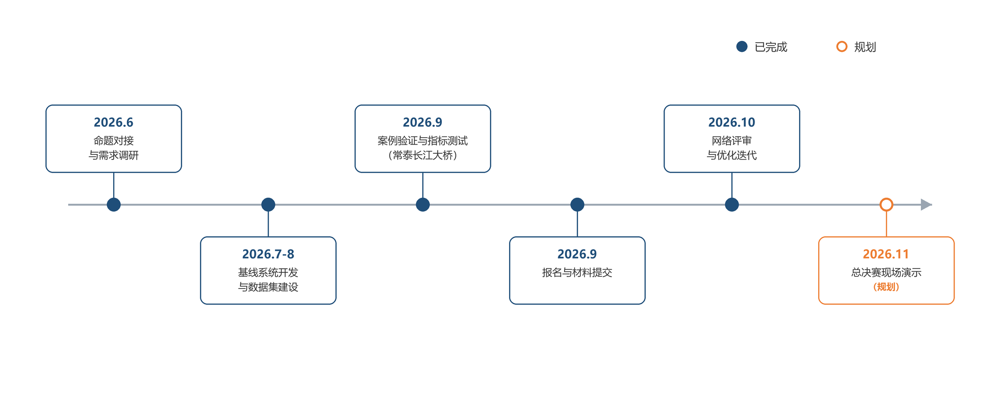 已完成
规划
2026.6
命题对接
与需求调研
2026.7-8
基线系统开发
与数据集建设
2026.9
案例验证与指标测试
（常泰长江大桥）
2026.9
报名与材料提交
2026.10
网络评审
与优化迭代
2026.11
总决赛现场演示
（规划）